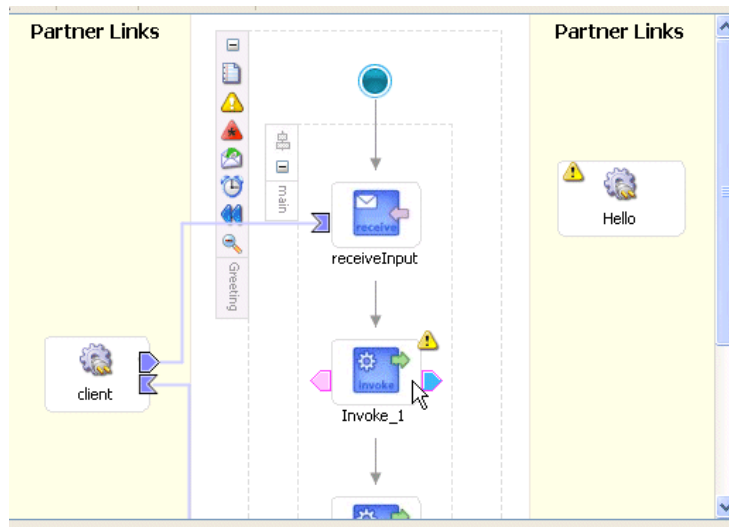 Partner Links
Partner Links
main
receive
receiveInput
Hello
Greeting
client
invoke
Invoke_1